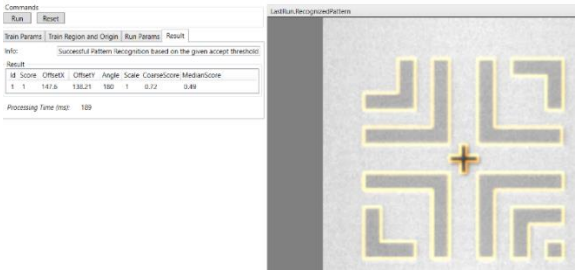 Commands
Run Reset
Train Params Train Region and Origin Run Params Result
Info: Successful Pattern Recognition based on the given accept threshold
Result
Id Score OffsetX OffsetY Angle Scale CoarseScore MedianScore
1 1 147.6 138.21 180 1 0.72 0.49
Processing Time (ms): 189
LastRun.RecognizedPattern